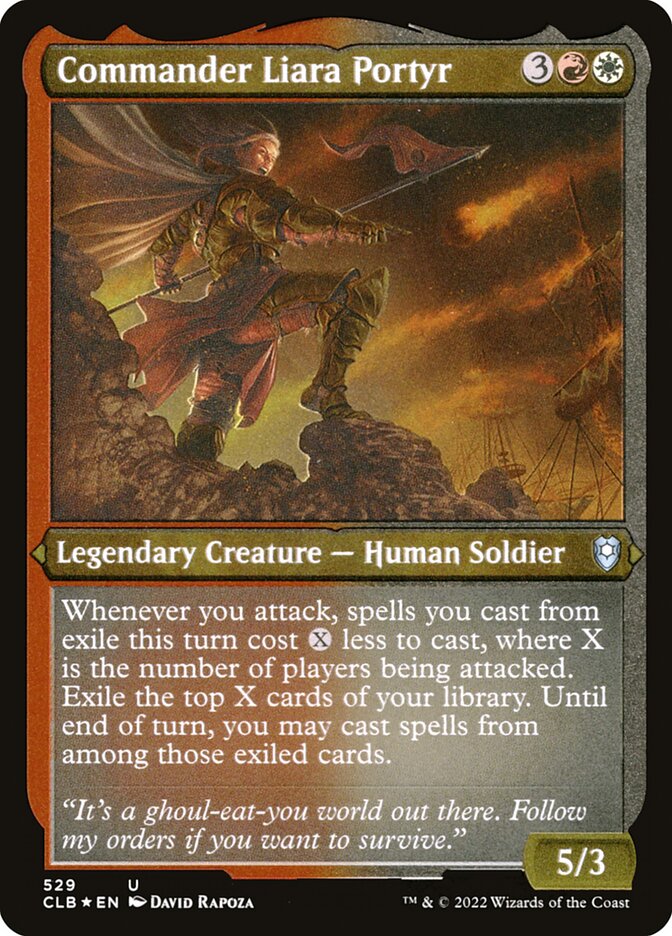 Commander Liara Portyr 3
Legendary Creature — Human Soldier
Whenever you attack, spells you cast from
exile this turn cost X less to cast, where X
is the number of players being attacked.
Exile the top X cards of your library. Until
end of turn, you may cast spells from
among those exiled cards.
“It’s a ghoul-eat-you world out there. Follow
my orders if you want to survive.”
5/3
529 U
CLB★EN David Rapoza ™ & © 2022 Wizards of the Coast